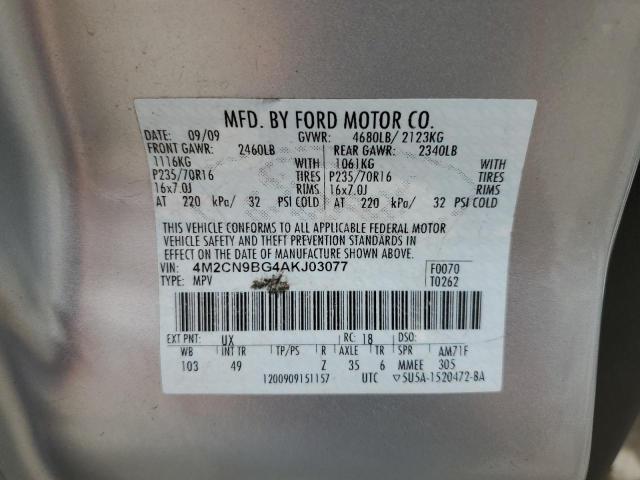 MFD. BY FORD MOTOR CO.
DATE: 09/09 GVWR: 4680LB/ 2123KG
FRONT GAWR: 2460LB REAR GAWR: 2340LB
1116KG WITH 1061KG WITH
P235/70R16 TIRES P235/70R16 TIRES
16x7.0J RIMS 16x7.0J RIMS
AT 220 kPa/ 32 PSI COLD AT 220 kPa/ 32 PSI COLD
THIS VEHICLE CONFORMS TO ALL APPLICABLE FEDERAL MOTOR
VEHICLE SAFETY AND THEFT PREVENTION STANDARDS IN
EFFECT ON THE DATE OF MANUFACTURE SHOWN ABOVE.
VIN: 4M2CN9BG4AKJ03077 F0070
TYPE: MPV T0262
EXT PNT: UX RC: 18 DSO:
WB INT TR TP/PS R AXLE TR SPR AM71F
103 49 Z 35 6 MMEE 305
1200909151157 UTC ▽5U5A-1520472-BA